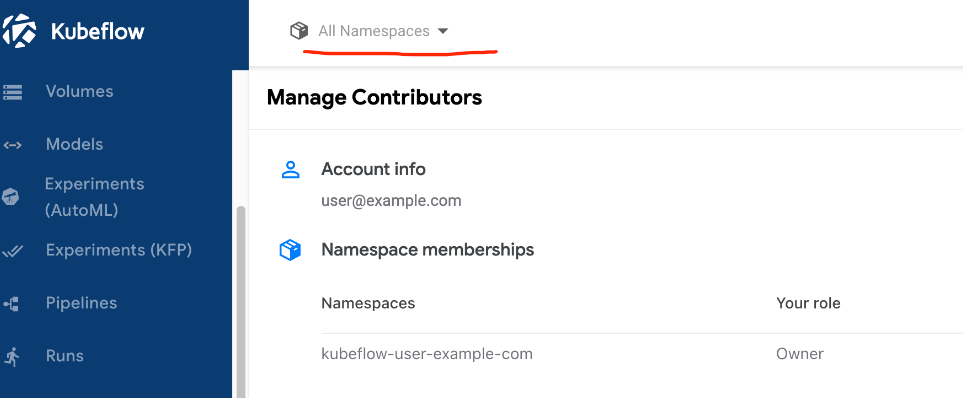 Kubeflow
All Namespaces
Volumes
Models
Experiments
(AutoML)
Experiments (KFP)
Pipelines
Runs
Manage Contributors
Account info
user@example.com
Namespace memberships
Namespaces Your role
kubeflow-user-example-com Owner